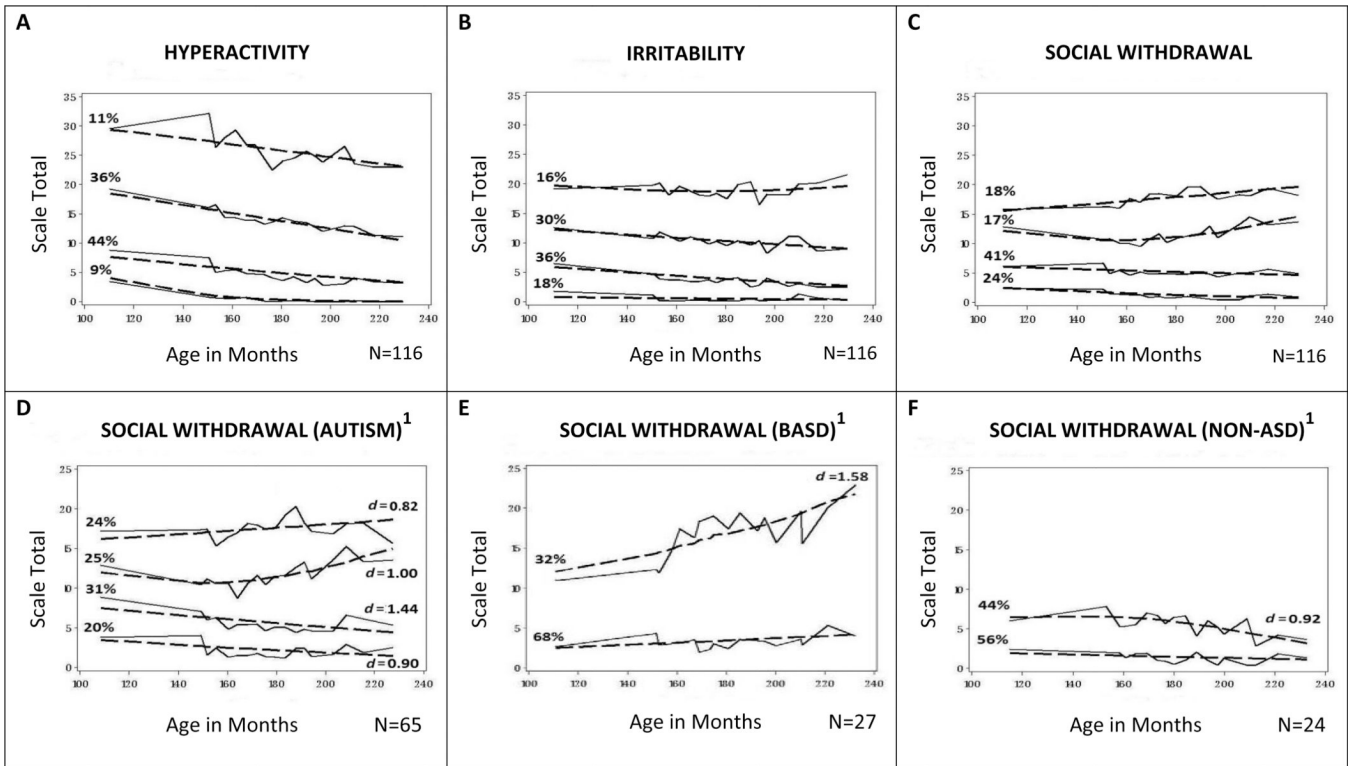 A
HYPERACTIVITY
Scale Total
35
30
25
20
15
10
5
0
11%
36%
44%
9%
100 120 140 160 180 200 220 240
Age in Months N=116
B
IRRITABILITY
Scale Total
35
30
25
20
15
10
5
0
16%
30%
36%
18%
100 120 140 160 180 200 220 240
Age in Months N=116
C
SOCIAL WITHDRAWAL
Scale Total
35
30
25
20
15
10
5
0
18%
17%
41%
24%
100 120 140 160 180 200 220 240
Age in Months N=116
D
SOCIAL WITHDRAWAL (AUTISM)¹
Scale Total
25
20
15
10
5
0
24%
25%
31%
20%
d=0.82
d=1.00
d=1.44
d=0.90
100 120 140 160 180 200 220 240
Age in Months N=65
E
SOCIAL WITHDRAWAL (BASD)¹
Scale Total
25
20
15
10
5
0
d=1.58
32%
68%
100 120 140 160 180 200 220 240
Age in Months N=27
F
SOCIAL WITHDRAWAL (NON-ASD)¹
Scale Total
25
20
15
10
5
0
44%
56%
d=0.92
100 120 140 160 180 200 220 240
Age in Months N=24